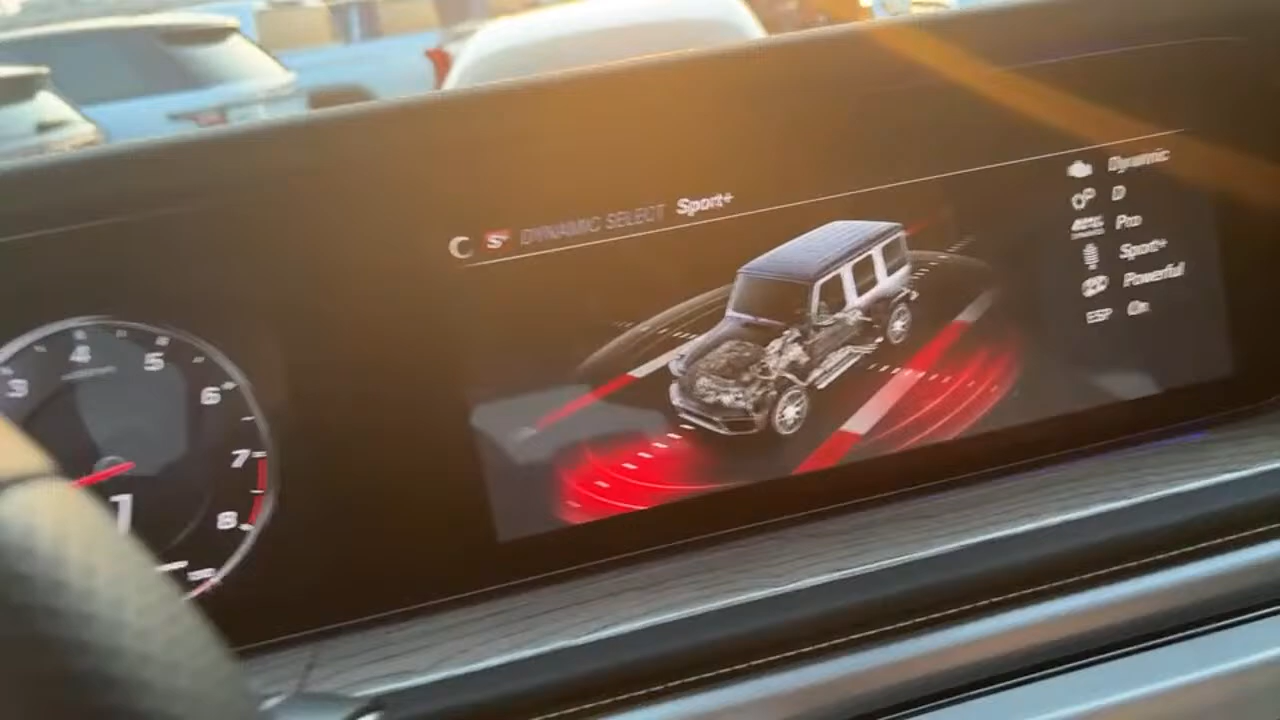 S+ DYNAMIC SELECT Sport+
Dynamic
D
Pro
Sport+
Powerful
ESP On
3
4
5
6
7
8
1